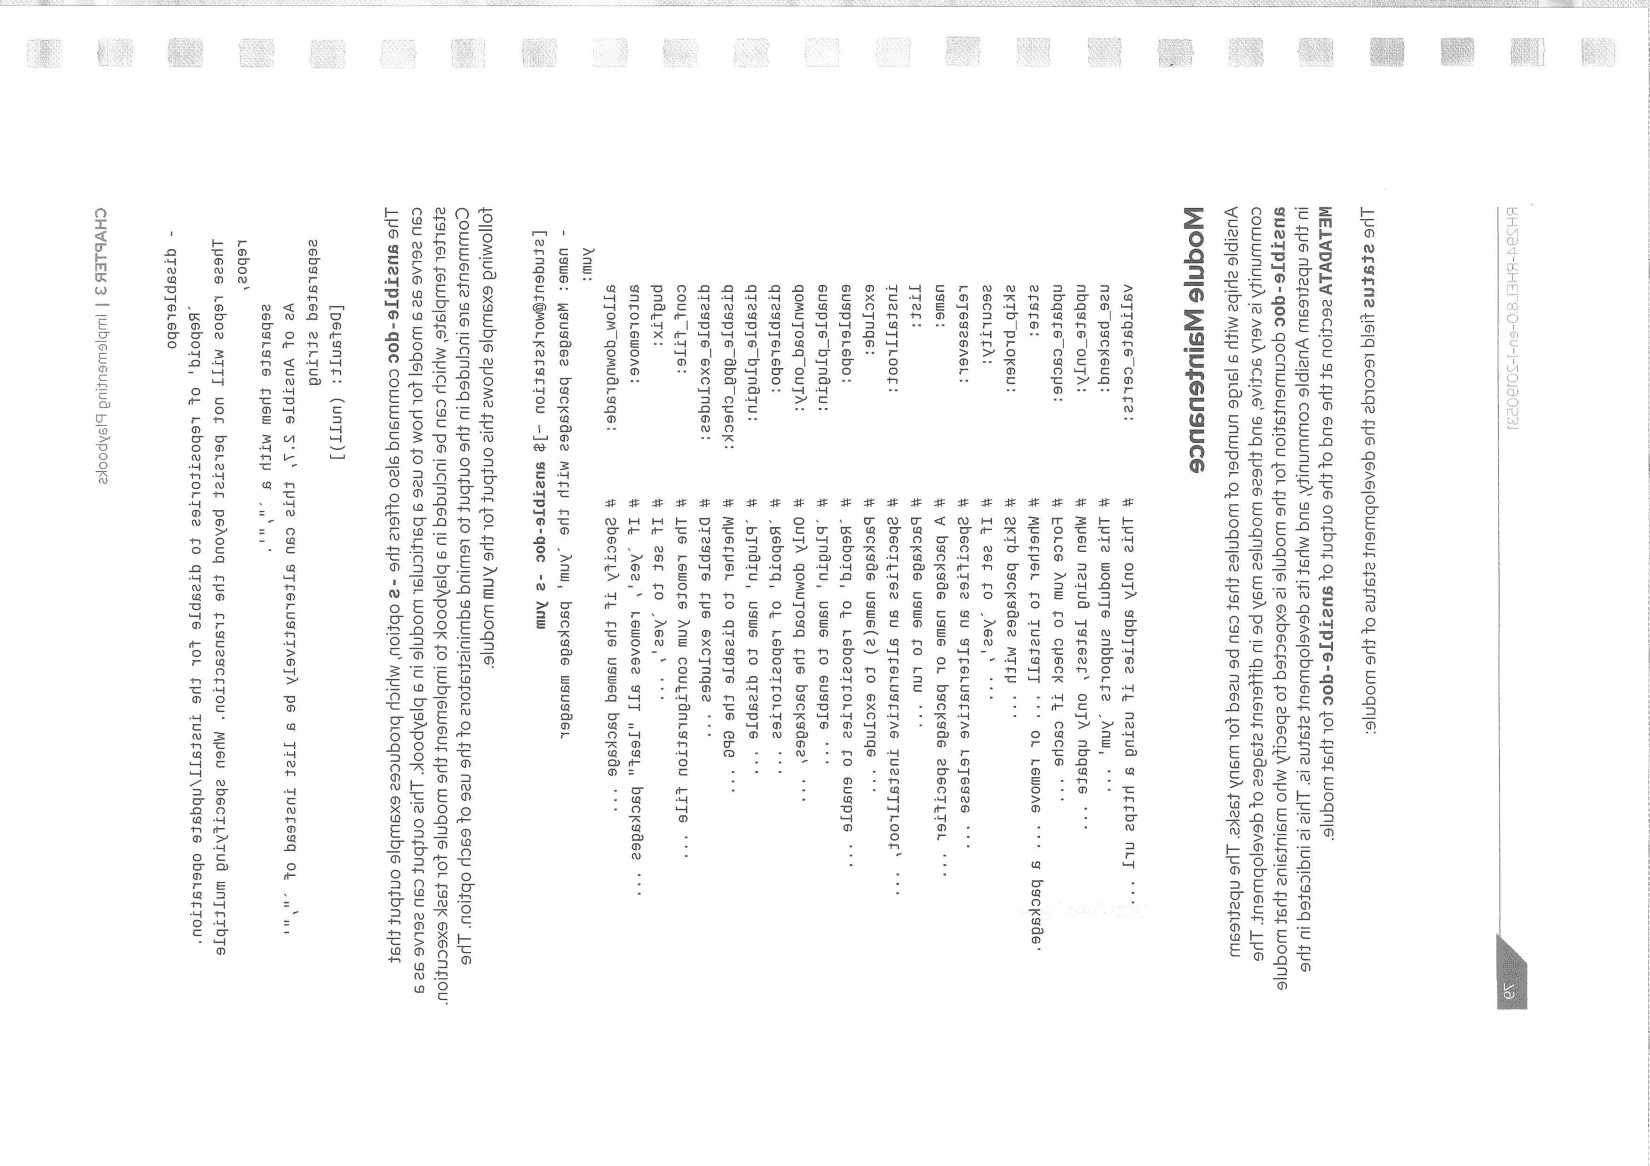 CHAPTER 3 | Implementing Playbooks
- disablerepo
`Repoid' of repositories to disable for the install/update operation.
These repos will not persist beyond the transaction. When specifying multiple
repos,
separate them with a `","'.
As of Ansible 2.7, this can alternatively be a list instead of `","'
separated string
[Default: (null)]
The ansible-doc command also offers the -s option, which produces example output that
can serve as a model for how to use a particular module in a playbook. This output can serve as a
starter template, which can be included in a playbook to implement the module for task execution.
Comments are included in the output to remind administrators of the use of each option. The
following example shows this output for the yum module.
[student@workstation ~]$ ansible-doc -s yum
- name: Manages packages with the `yum' package manager
yum:
allow_downgrade: # Specify if the named package ...
autoremove: # If `yes', removes all "leaf" packages ...
bugfix: # If set to `yes', ...
conf_file: # The remote yum configuration file ...
disable_excludes: # Disable the excludes ...
disable_gpg_check: # Whether to disable the GPG ...
disable_plugin: # `Plugin' name to disable ...
disablerepo: # `Repoid' of repositories ...
download_only: # Only download the packages, ...
enable_plugin: # `Plugin' name to enable ...
enablerepo: # `Repoid' of repositories to enable ...
exclude: # Package name(s) to exclude ...
installroot: # Specifies an alternative installroot, ...
list: # Package name to run ...
name: # A package name or package specifier ...
releasever: # Specifies an alternative release ...
security: # If set to `yes', ...
skip_broken: # Skip packages with ...
state: # Whether to install ... or remove ... a package.
update_cache: # Force yum to check if cache ...
update_only: # When using latest, only update ...
use_backend: # This module supports `yum' ...
validate_certs: # This only applies if using a https url ...
Module Maintenance
Ansible ships with a large number of modules that can be used for many tasks. The upstream
community is very active, and these modules may be in different stages of development. The
ansible-doc documentation for the module is expected to specify who maintains that module
in the upstream Ansible community, and what its development status is. This is indicated in the
METADATA section at the end of the output of ansible-doc for that module.
The status field records the development status of the module:
RH294-RHEL8.0-en-1-20190531
79